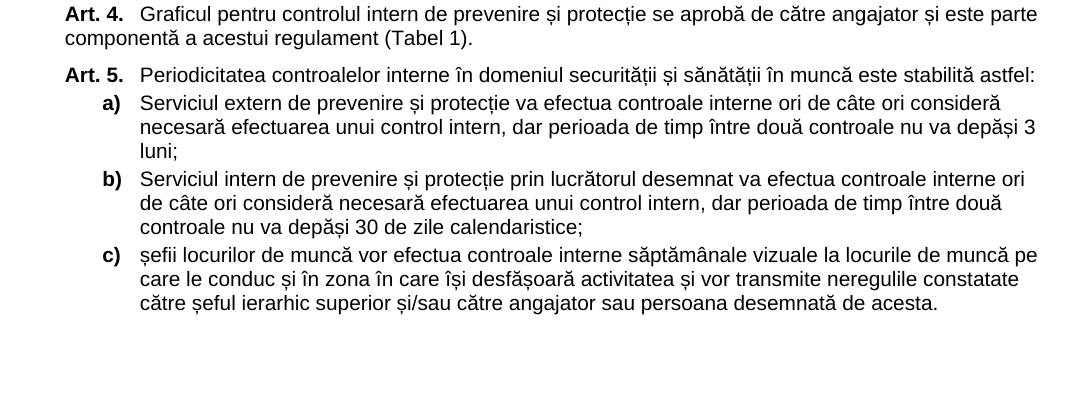 Art. 4. Graficul pentru controlul intern de prevenire și protecție se aprobă de către angajator și este parte
componentă a acestui regulament (Tabel 1).
Art. 5. Periodicitatea controalelor interne în domeniul securității și sănătății în muncă este stabilită astfel:
a) Serviciul extern de prevenire și protecție va efectua controale interne ori de câte ori consideră
necesară efectuarea unui control intern, dar perioada de timp între două controale nu va depăși 3
luni;
b) Serviciul intern de prevenire și protecție prin lucrătorul desemnat va efectua controale interne ori
de câte ori consideră necesară efectuarea unui control intern, dar perioada de timp între două
controale nu va depăși 30 de zile calendaristice;
c) șefii locurilor de muncă vor efectua controale interne săptămânale vizuale la locurile de muncă pe
care le conduc și în zona în care își desfășoară activitatea și vor transmite neregulile constatate
către șeful ierarhic superior și/sau către angajator sau persoana desemnată de acesta.